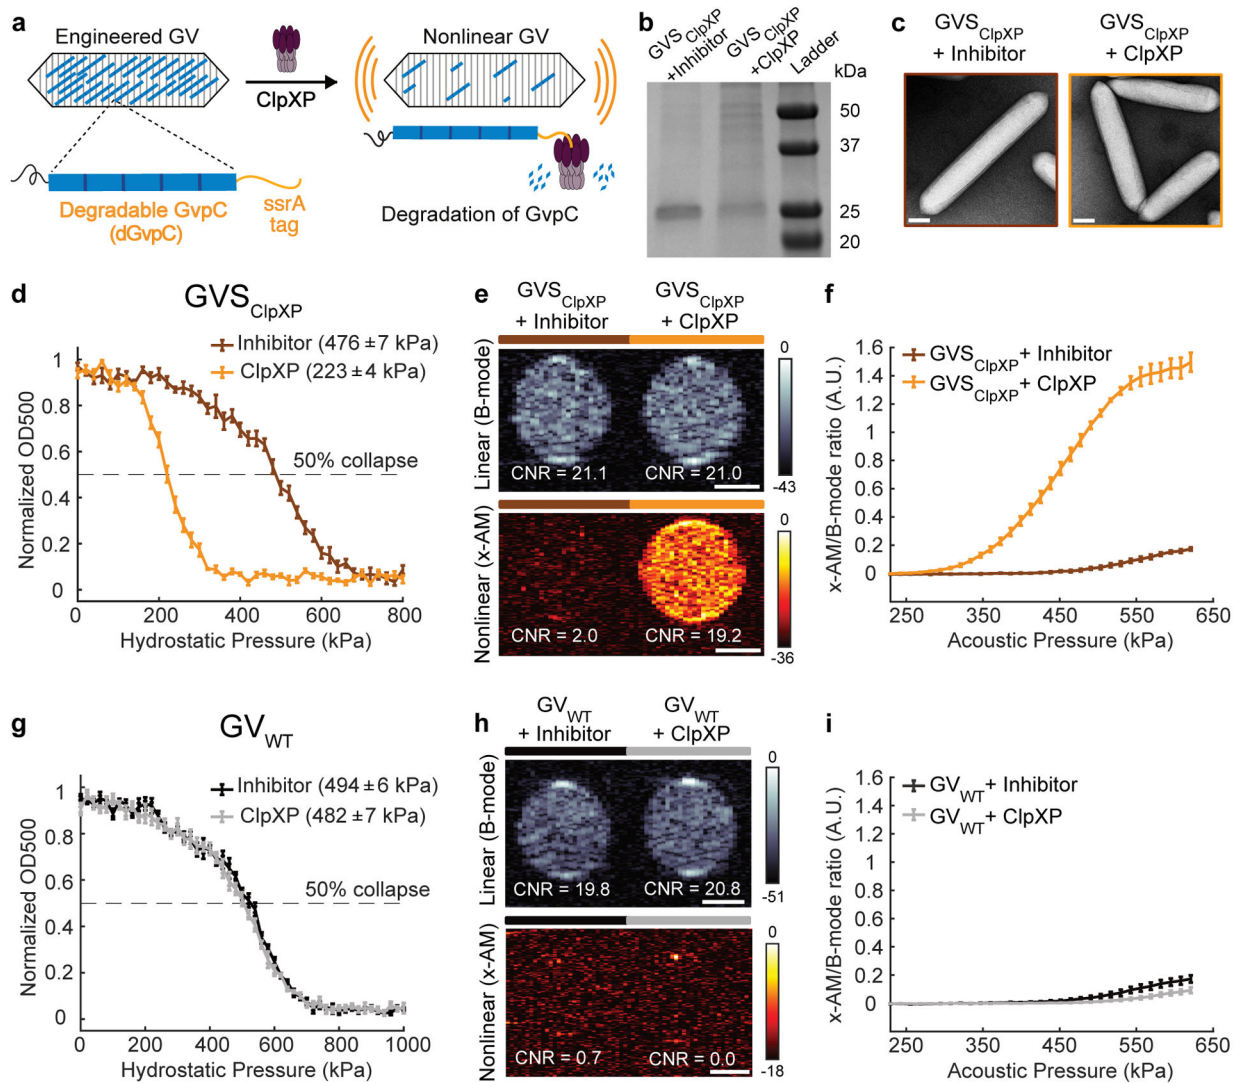 a
Engineered GV
ClpXP
Nonlinear GV
Degradable GvpC
(dGvpC)
ssrA
tag
Degradation of GvpC
b
GVS ClpXP
+Inhibitor
GVS ClpXP
+ClpXP
Ladder
kDa
50
37
25
20
c
GVS ClpXP
+ Inhibitor
GVS ClpXP
+ ClpXP
d
GVS ClpXP
Inhibitor (476 ±7 kPa)
ClpXP (223 ±4 kPa)
50% collapse
Normalized OD500
1
0.8
0.6
0.4
0.2
0
0 200 400 600 800
Hydrostatic Pressure (kPa)
e
GVS ClpXP
+ Inhibitor
GVS ClpXP
+ ClpXP
Linear (B-mode)
CNR = 21.1
CNR = 21.0
0
-43
Nonlinear (x-AM)
CNR = 2.0
CNR = 19.2
0
-36
f
GVS ClpXP + Inhibitor
GVS ClpXP + ClpXP
x-AM/B-mode ratio (A.U.)
1.6
1.4
1.2
1
0.8
0.6
0.4
0.2
0
250 350 450 550 650
Acoustic Pressure (kPa)
g
GV WT
Inhibitor (494 ±6 kPa)
ClpXP (482 ±7 kPa)
50% collapse
Normalized OD500
1
0.8
0.6
0.4
0.2
0
0 200 400 600 800 1000
Hydrostatic Pressure (kPa)
h
GV WT
+ Inhibitor
GV WT
+ ClpXP
Linear (B-mode)
CNR = 19.8
CNR = 20.8
0
-51
Nonlinear (x-AM)
CNR = 0.7
CNR = 0.0
0
-18
i
GV WT + Inhibitor
GV WT + ClpXP
x-AM/B-mode ratio (A.U.)
1.6
1.4
1.2
1
0.8
0.6
0.4
0.2
0
250 350 450 550 650
Acoustic Pressure (kPa)